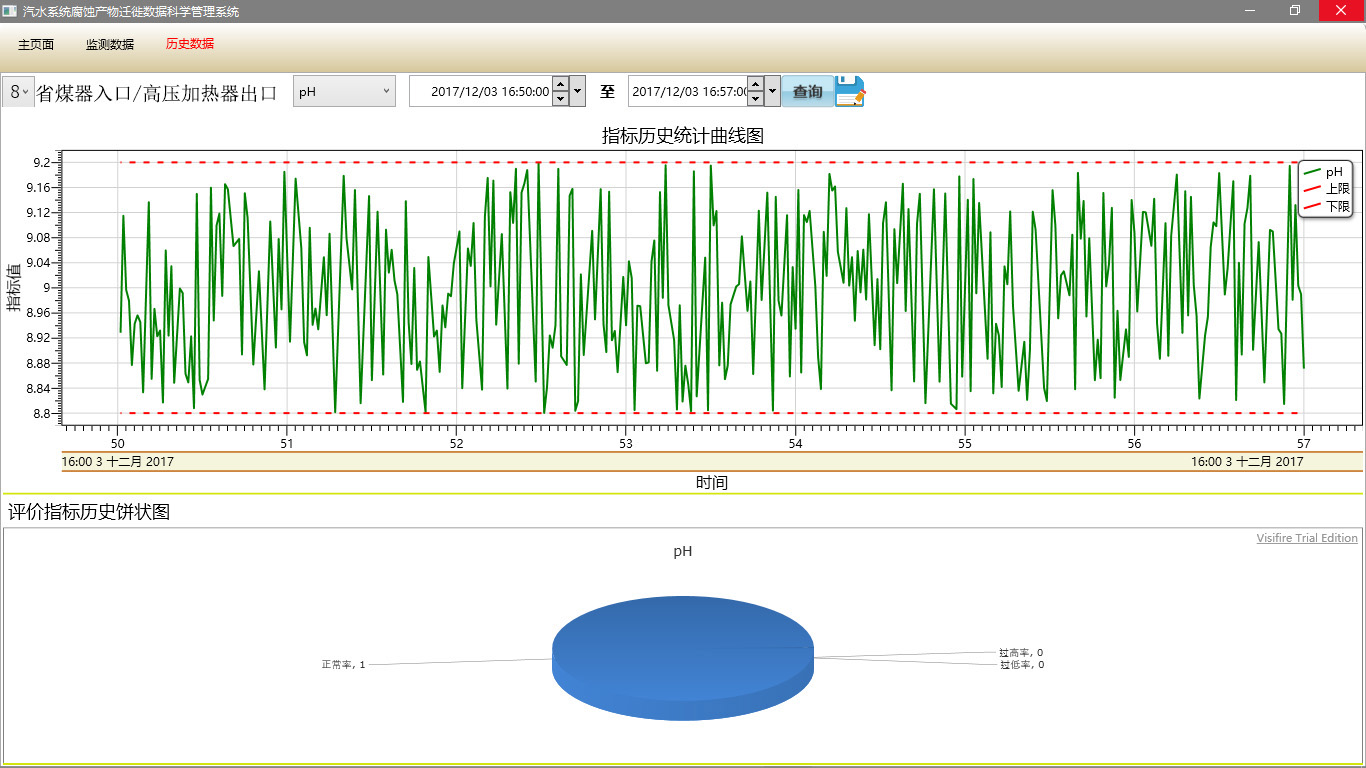 汽水系统腐蚀产物迁徙数据科学管理系统
主页面 监测数据 历史数据
8 省煤器入口/高压加热器出口 pH 2017/12/03 16:50:00 至 2017/12/03 16:57:00 查询
指标历史统计曲线图
9.2
9.16
9.12
9.08
9.04
9
8.96
8.92
8.88
8.84
8.8
指标值
pH
上限
下限
50 51 52 53 54 55 56 57
16:00 3 十二月 2017 16:00 3 十二月 2017
时间
评价指标历史饼状图
Visifire Trial Edition
pH
正常率, 1
过高率, 0
过低率, 0